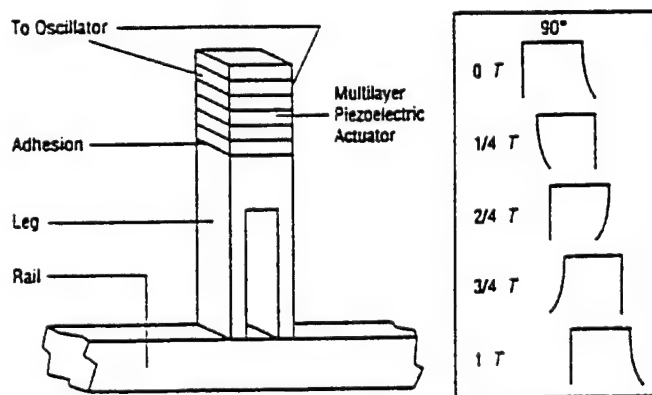 To Oscillator
Multilayer
Piezoelectric
Actuator
Adhesion
Leg
Rail
90°
0 T
1/4 T
2/4 T
3/4 T
1 T